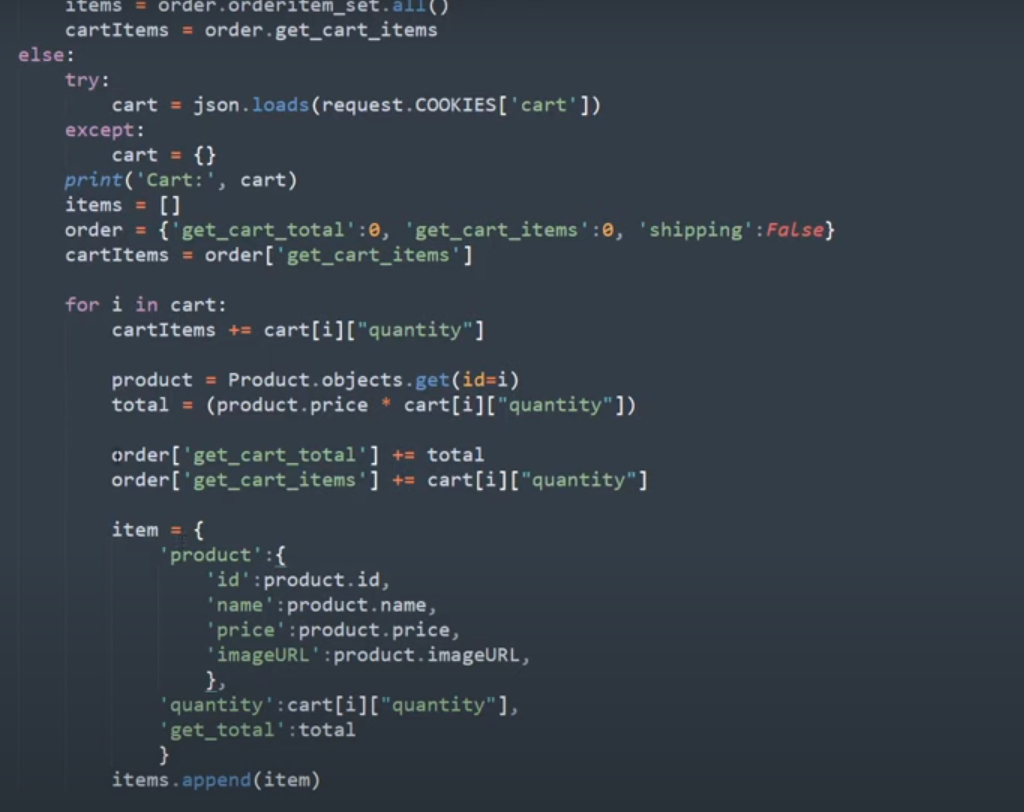 items = order.orderitem_set.all()
cartItems = order.get_cart_items
else:
try:
cart = json.loads(request.COOKIES['cart'])
except:
cart = {}
print('Cart:', cart)
items = []
order = {'get_cart_total':0, 'get_cart_items':0, 'shipping':False}
cartItems = order['get_cart_items']
for i in cart:
cartItems += cart[i]["quantity"]
product = Product.objects.get(id=i)
total = (product.price * cart[i]["quantity"])
order['get_cart_total'] += total
order['get_cart_items'] += cart[i]["quantity"]
item = {
'product':{
'id':product.id,
'name':product.name,
'price':product.price,
'imageURL':product.imageURL,
},
'quantity':cart[i]["quantity"],
'get_total':total
}
items.append(item)